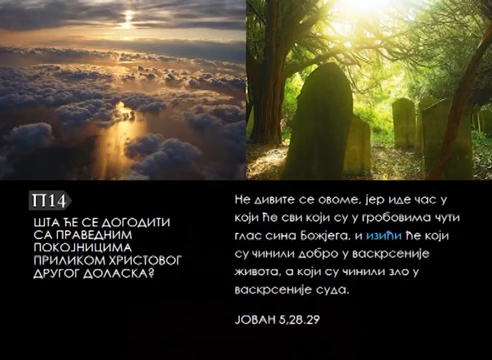 П14
ШТА ЋЕ СЕ ДОГОДИТИ
СА ПРАВЕДНИМ
ПОКОЈНИЦИМА
ПРИЛИКОМ ХРИСТОВОГ
ДРУГОГ ДОЛАСКА?
Не дивите се овоме, јер иде час у
који ће сви који су у гробовима чути
глас сина Божјега, и изићи ће који
су чинили добро у васкрсеније
живота, а који су чинили зло у
васкрсеније суда.
ЈОВАН 5,28.29